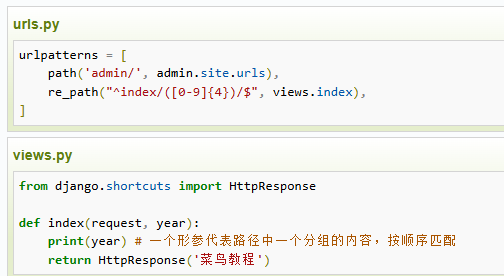 urls.py
urlpatterns = [
    path('admin/', admin.site.urls),
    re_path("^index/([0-9]{4})/$", views.index),
]
views.py
from django.shortcuts import HttpResponse
def index(request, year):
    print(year) # 一个形参代表路径中一个分组的内容，按顺序匹配
    return HttpResponse('菜鸟教程')